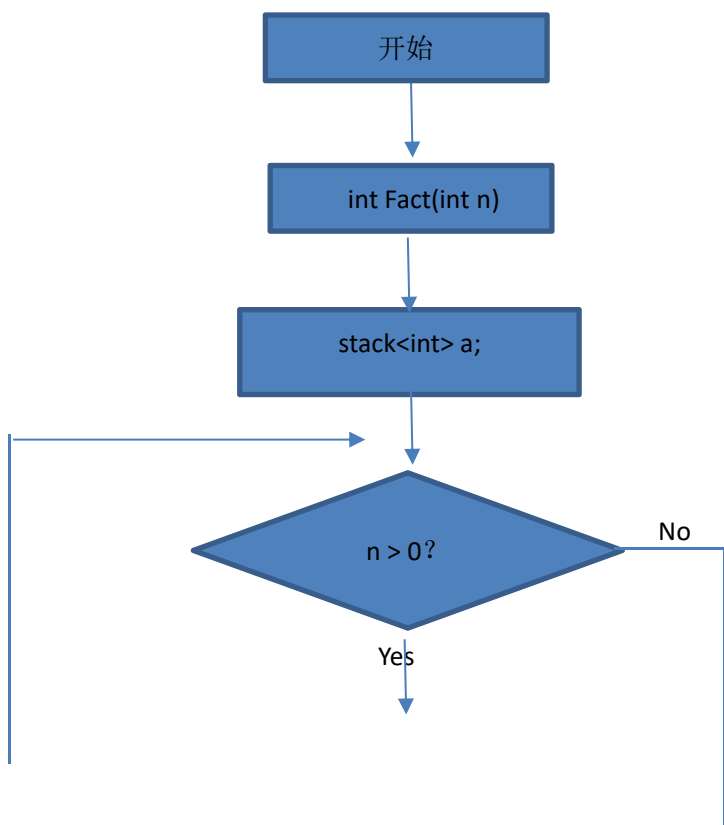 开始
int Fact(int n)
stack<int> a;
n > 0？
No
Yes